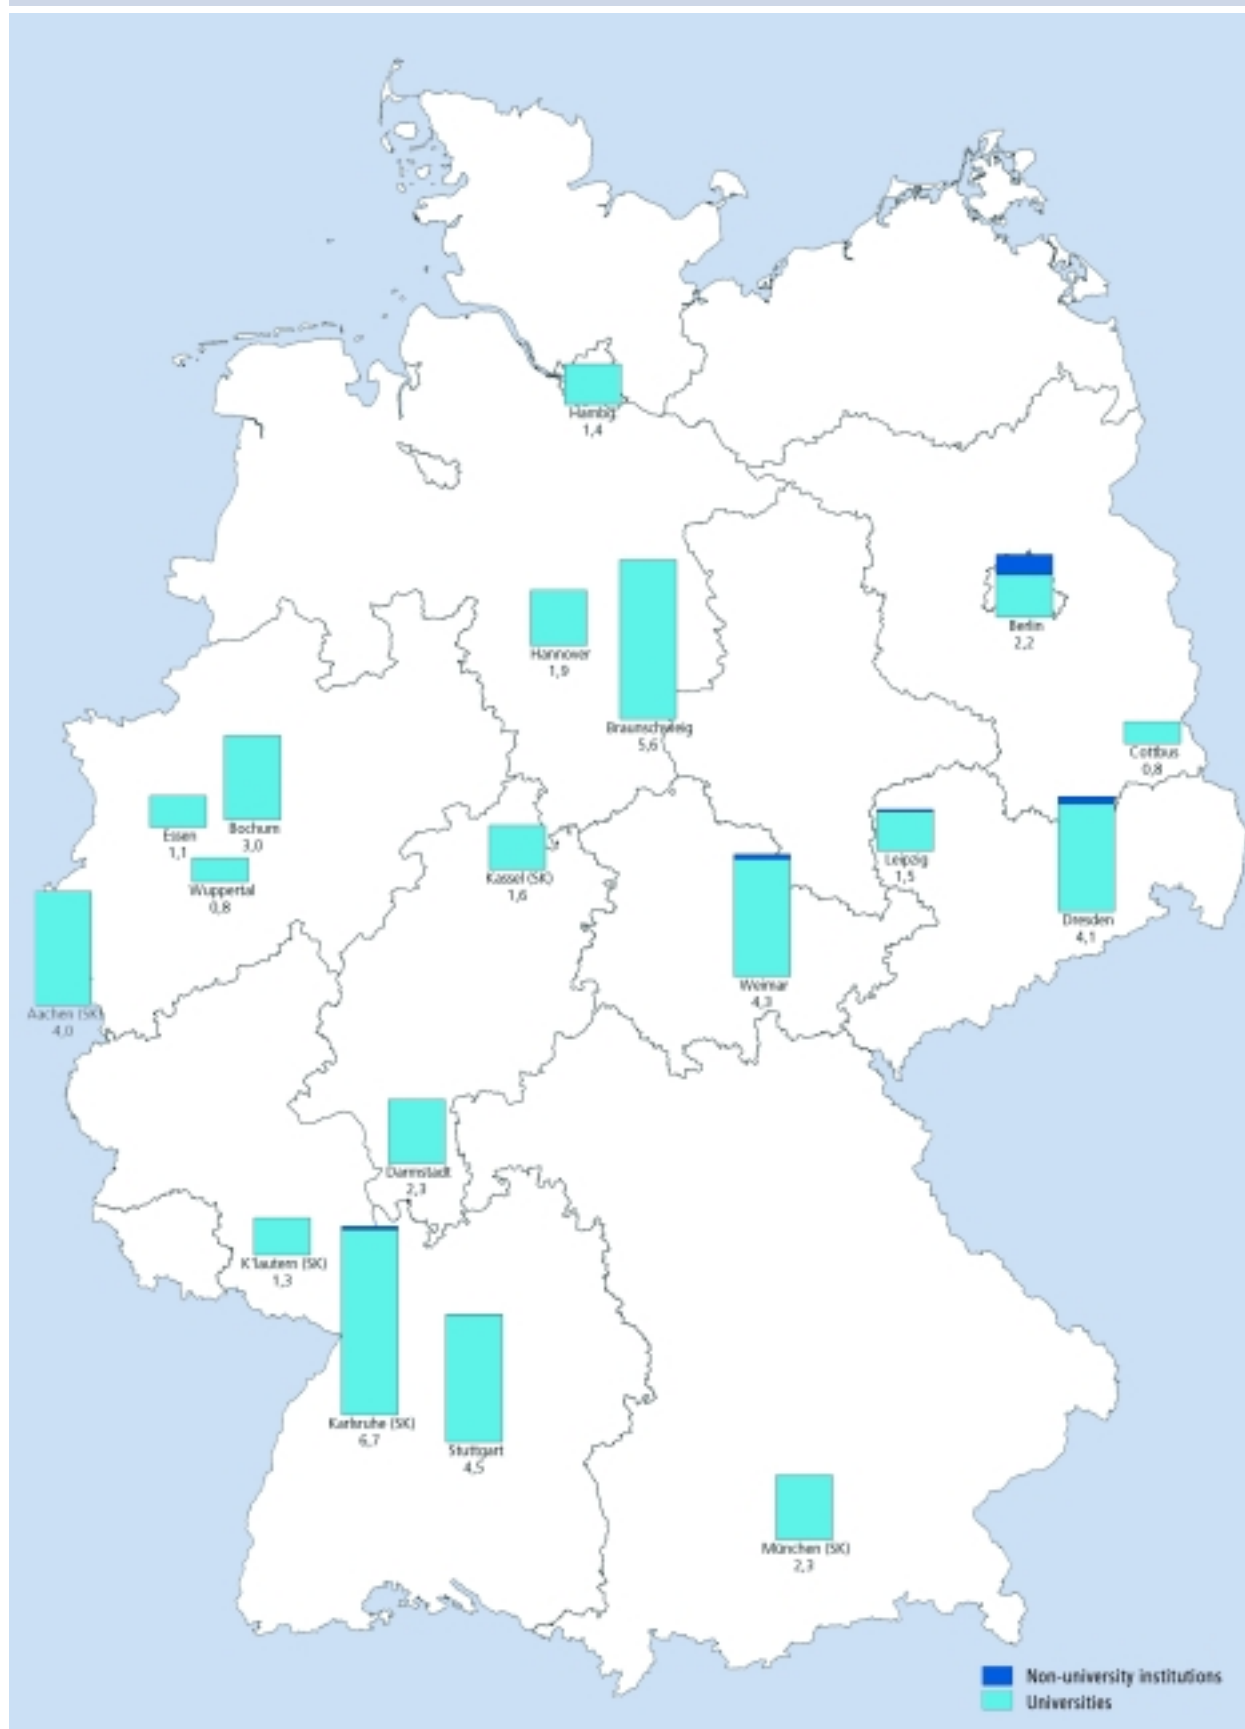 Hambg
1,4
Berlin
2,2
Hannover
1,9
Braunschweig
5,6
Cottbus
0,8
Essen
1,1
Bochum
3,0
Leipzig
1,5
Kassel (SK)
1,6
Wuppertal
0,8
Dresden
4,1
Weimar
4,3
Aachen (SK)
4,0
Darmstadt
2,3
K'lautern (SK)
1,3
Karlsruhe (SK)
6,7
Stuttgart
4,5
München (SK)
2,3
Non-university institutions
Universities